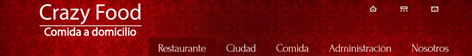 Crazy Food
Comida a domicilio
Restaurante Ciudad Comida Administración Nosotros